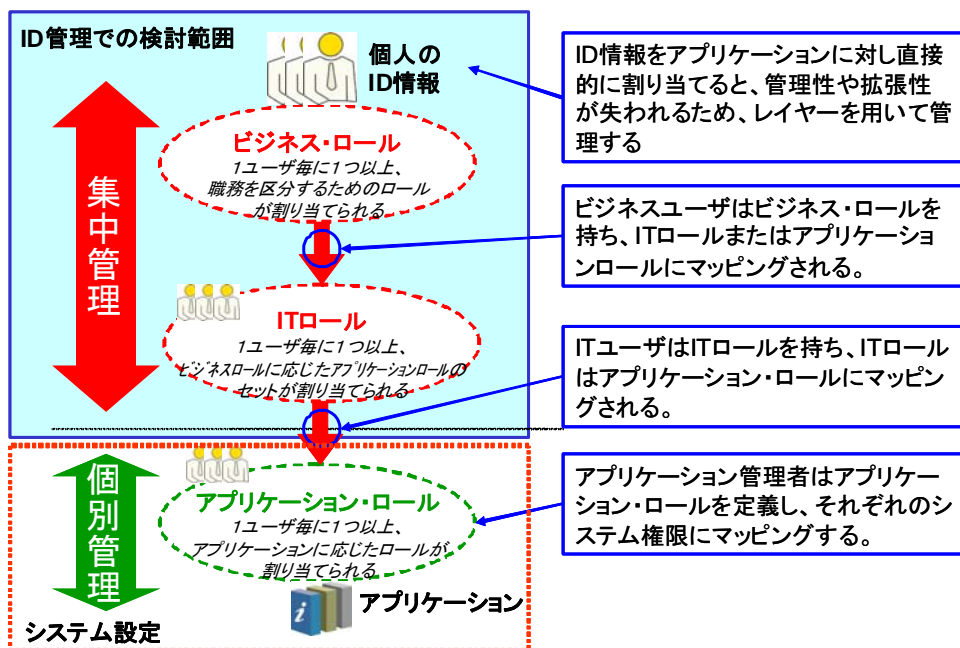 ID管理での検討範囲
個人の
ID情報
ビジネス・ロール
1ユーザ毎に1つ以上、
職務を区分するためのロール
が割り当てられる
集中管理
ITロール
1ユーザ毎に1つ以上、
ビジネスロールに応じたアプリケーションロールの
セットが割り当てられる
個別管理
アプリケーション・ロール
1ユーザ毎に1つ以上、
アプリケーションに応じたロールが
割り当てられる
i
アプリケーション
システム設定
ID情報をアプリケーションに対し直接
的に割り当てると、管理性や拡張性
が失われるため、レイヤーを用いて管
理する
ビジネスユーザはビジネス・ロールを
持ち、ITロールまたはアプリケーショ
ンロールにマッピングされる。
ITユーザはITロールを持ち、ITロール
はアプリケーション・ロールにマッピン
グされる。
アプリケーション管理者はアプリケー
ション・ロールを定義し、それぞれのシ
ステム権限にマッピングする。